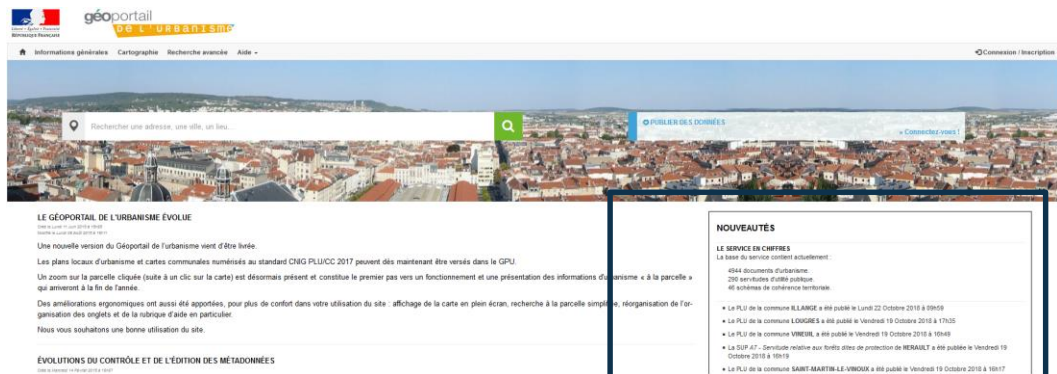 Liberté • Égalité • Fraternité
RÉPUBLIQUE FRANÇAISE
géoportail
DE L'URBANISME
Informations générales Cartographie Recherche avancée Aide
Connexion / Inscription
Rechercher une adresse, une ville, un lieu...
PUBLIER DES DONNÉES
» Connectez-vous !
LE GÉOPORTAIL DE L'URBANISME ÉVOLUE
Une nouvelle version du Géoportail de l'urbanisme vient d'être livrée.
Les plans locaux d'urbanisme et cartes communales numérisés au standard CNIG PLU/CC 2017 peuvent dès maintenant être versés dans le GPU.
Un zoom sur la parcelle cliquée (suite à un clic sur la carte) est désormais présent et constitue le premier pas vers un fonctionnement et une présentation des informations d'urbanisme « à la parcelle »
qui arriveront à la fin de l'année.
Des améliorations ergonomiques ont aussi été apportées, pour plus de confort dans votre utilisation du site : affichage de la carte en plein écran, recherche à la parcelle simplifiée, réorganisation de l'or-
ganisation des onglets et de la rubrique d'aide en particulier.
Nous vous souhaitons une bonne utilisation du site.
ÉVOLUTIONS DU CONTRÔLE ET DE L'ÉDITION DES MÉTADONNÉES
NOUVEAUTÉS
LE SERVICE EN CHIFFRES
La base du service contient actuellement :
4944 documents d'urbanisme.
290 servitudes d'utilité publique.
46 schémas de cohérence territoriale.
• Le PLU de la commune ILLANGE a été publié le Lundi 22 Octobre 2018 à 09h59
• Le PLU de la commune LOUGRES a été publié le Vendredi 19 Octobre 2018 à 17h35
• Le PLU de la commune VINEUIL a été publié le Vendredi 19 Octobre 2018 à 16h49
• La SUP A7 - Servitude relative aux forêts dites de protection de HERAULT a été publiée le Vendredi 19
Octobre 2018 à 16h19
• Le PLU de la commune SAINT-MARTIN-LE-VINOUX a été publié le Vendredi 19 Octobre 2018 à 16h17